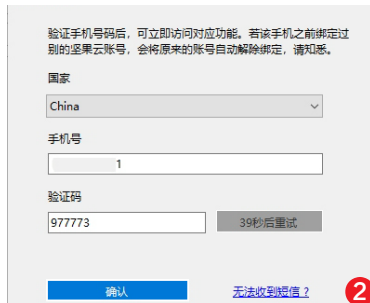 验证手机号码后，可立即访问对应功能。若该手机之前绑定过
别的坚果云账号，会将原来的账号自动解除绑定，请知悉。
国家
China
手机号
1
验证码
977773
39秒后重试
确认
无法收到短信？
2